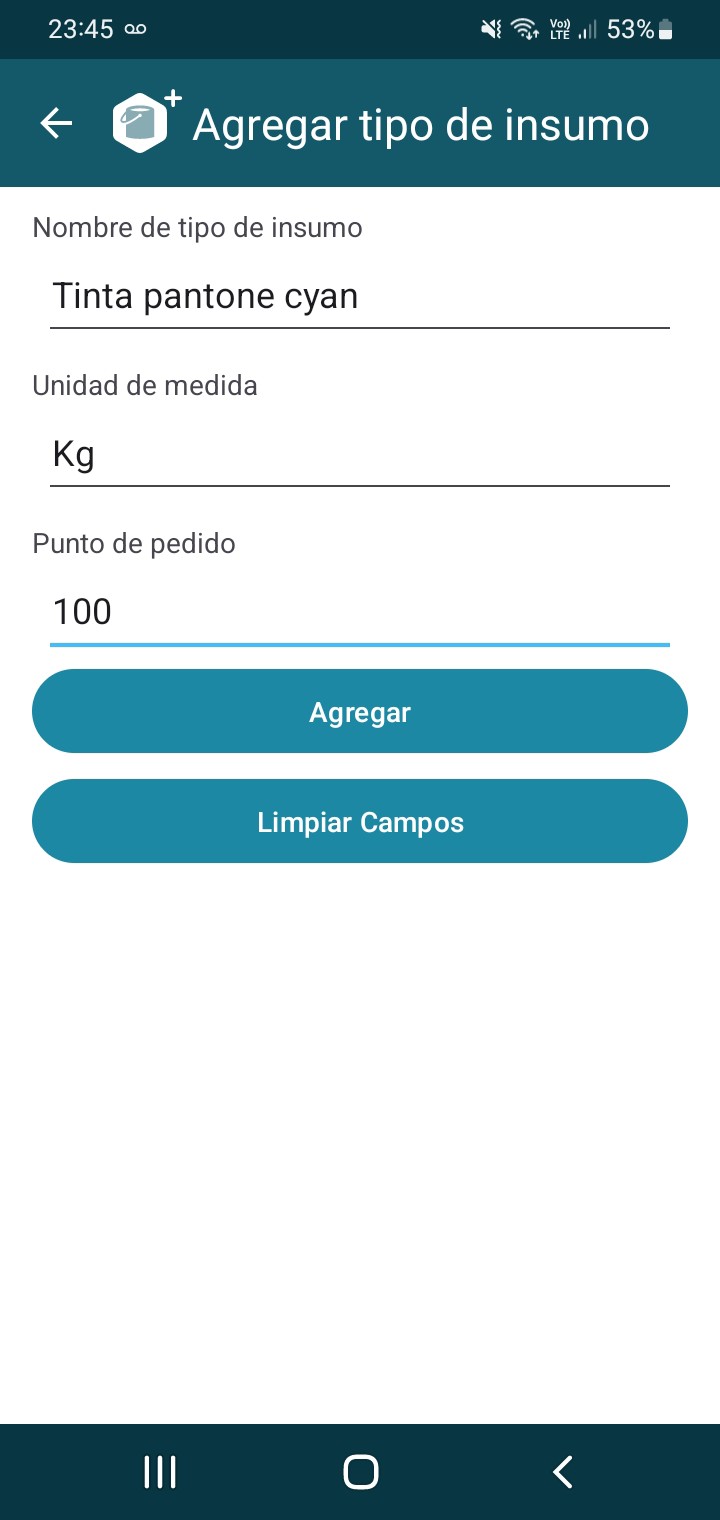 23:45 Vo)) LTE 53%
Agregar tipo de insumo
Nombre de tipo de insumo
Tinta pantone cyan
Unidad de medida
Kg
Punto de pedido
100
Agregar
Limpiar Campos